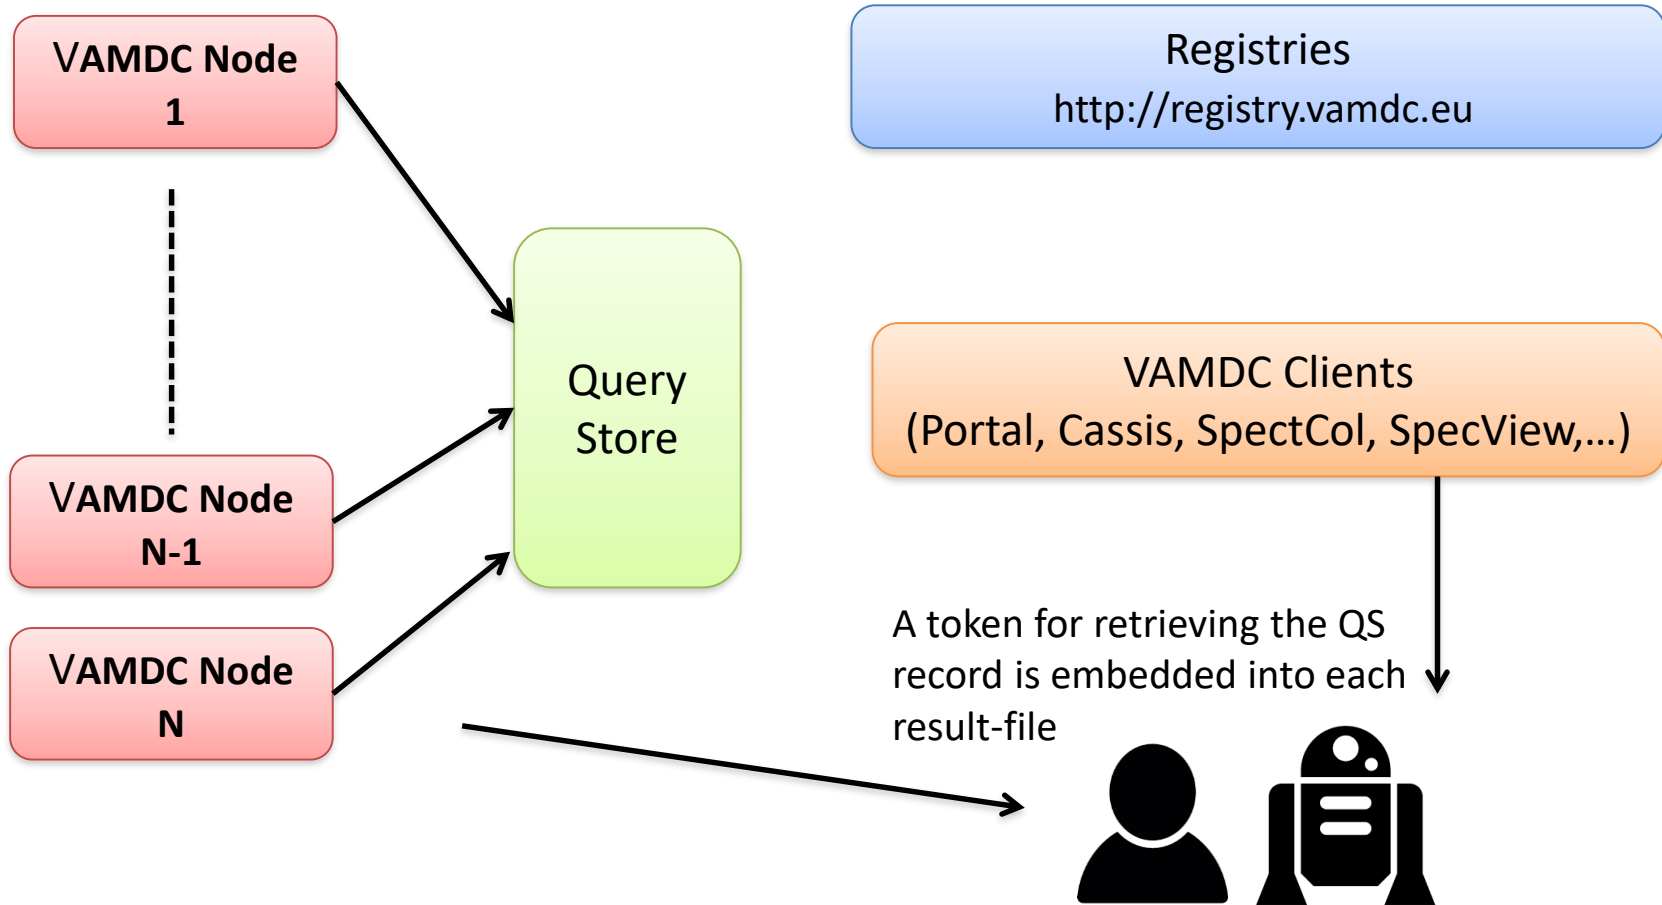 VAMDC Node
1
Registries
http://registry.vamdc.eu
Query
Store
VAMDC Clients
(Portal, Cassis, SpectCol, SpecView,...)
VAMDC Node
N-1
VAMDC Node
N
A token for retrieving the QS
record is embedded into each
result-file